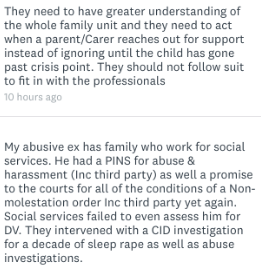 They need to have greater understanding of
the whole family unit and they need to act
when a parent/Carer reaches out for support
instead of ignoring until the child has gone
past crisis point. They should not follow suit
to fit in with the professionals
10 hours ago
My abusive ex has family who work for social
services. He had a PINS for abuse &
harassment (Inc third party) as well a promise
to the courts for all of the conditions of a Non-
molestation order Inc third party yet again.
Social services failed to even assess him for
DV. They intervened with a CID investigation
for a decade of sleep rape as well as abuse
investigations.